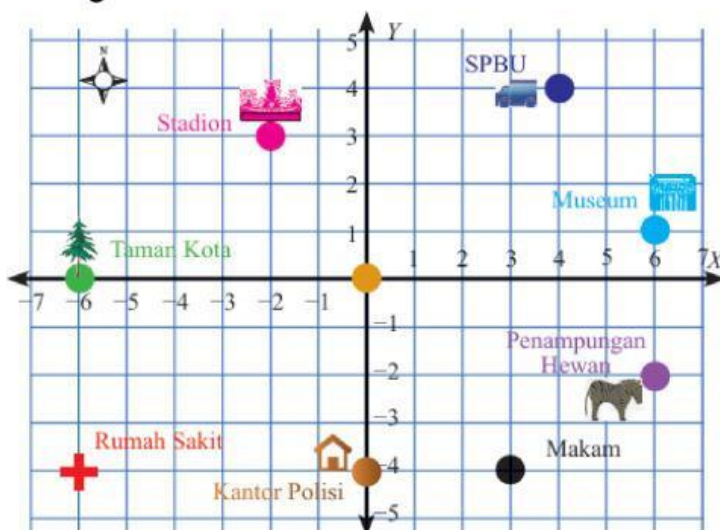 5 Y
N
SPBU
4
Stadion
3
2
Museum
1
Taman Kota
1 2 3 4 5 6 7X
−7 −6 −5 −4 −3 −2 −1
−1
Penampungan
Hewan
−2
−3
Rumah Sakit
Makam
−4
Kantor Polisi
−5